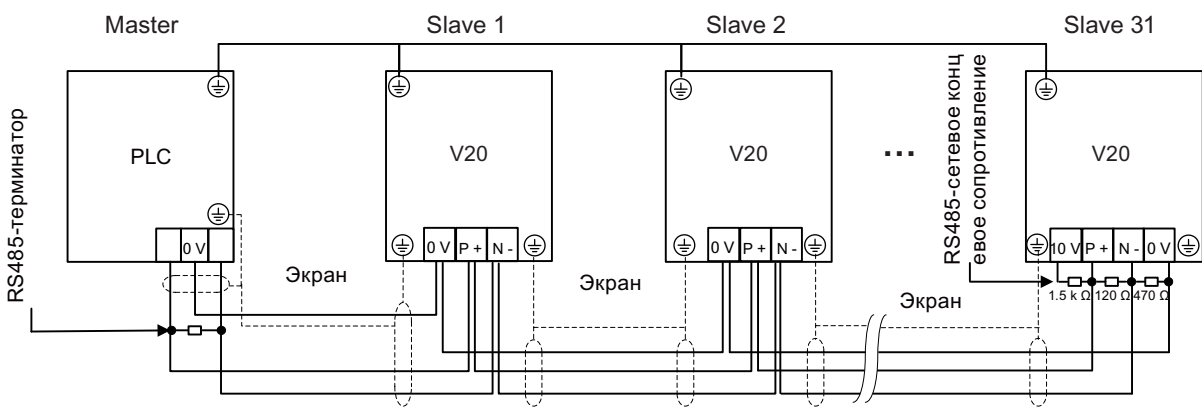 Master
Slave 1
Slave 2
Slave 31
RS485-терминатор
PLC
V20
V20
...
RS485-сетевое конц
евое сопротивление
V20
0 V
0 V
P +
N -
0 V
P +
N -
10 V
P +
N -
0 V
Экран
Экран
Экран
1.5 k Ω
120 Ω
470 Ω